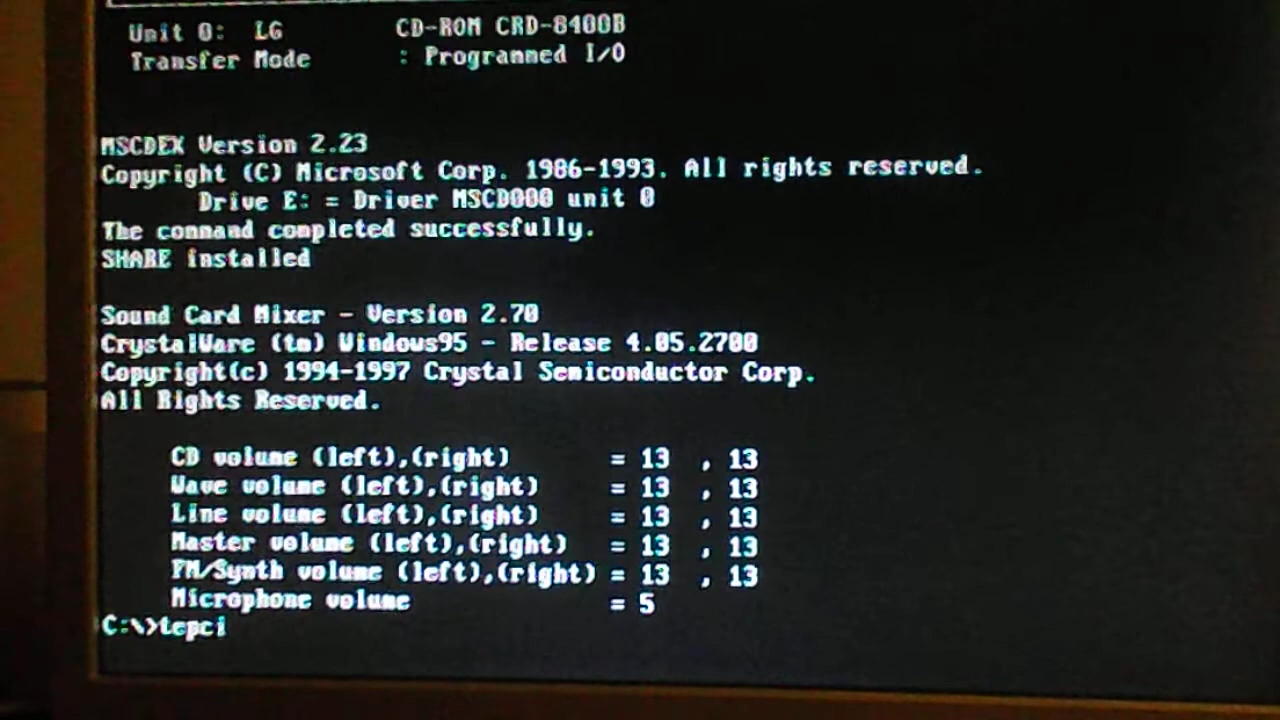 Unit 0: LG CD-ROM CRD-8400B
Transfer Mode : Programmed I/O
MSCDEX Version 2.23
Copyright (C) Microsoft Corp. 1986-1993. All rights reserved.
Drive E: = Driver MSCD000 unit 0
The command completed successfully.
SHARE installed
Sound Card Mixer - Version 2.70
CrystalWare (tm) Windows95 - Release 4.05.2700
Copyright(c) 1994-1997 Crystal Semiconductor Corp.
All Rights Reserved.
CD volume (left),(right) = 13 , 13
Wave volume (left),(right) = 13 , 13
Line volume (left),(right) = 13 , 13
Master volume (left),(right) = 13 , 13
FM/Synth volume (left),(right) = 13 , 13
Microphone volume = 5
C:\>tepci